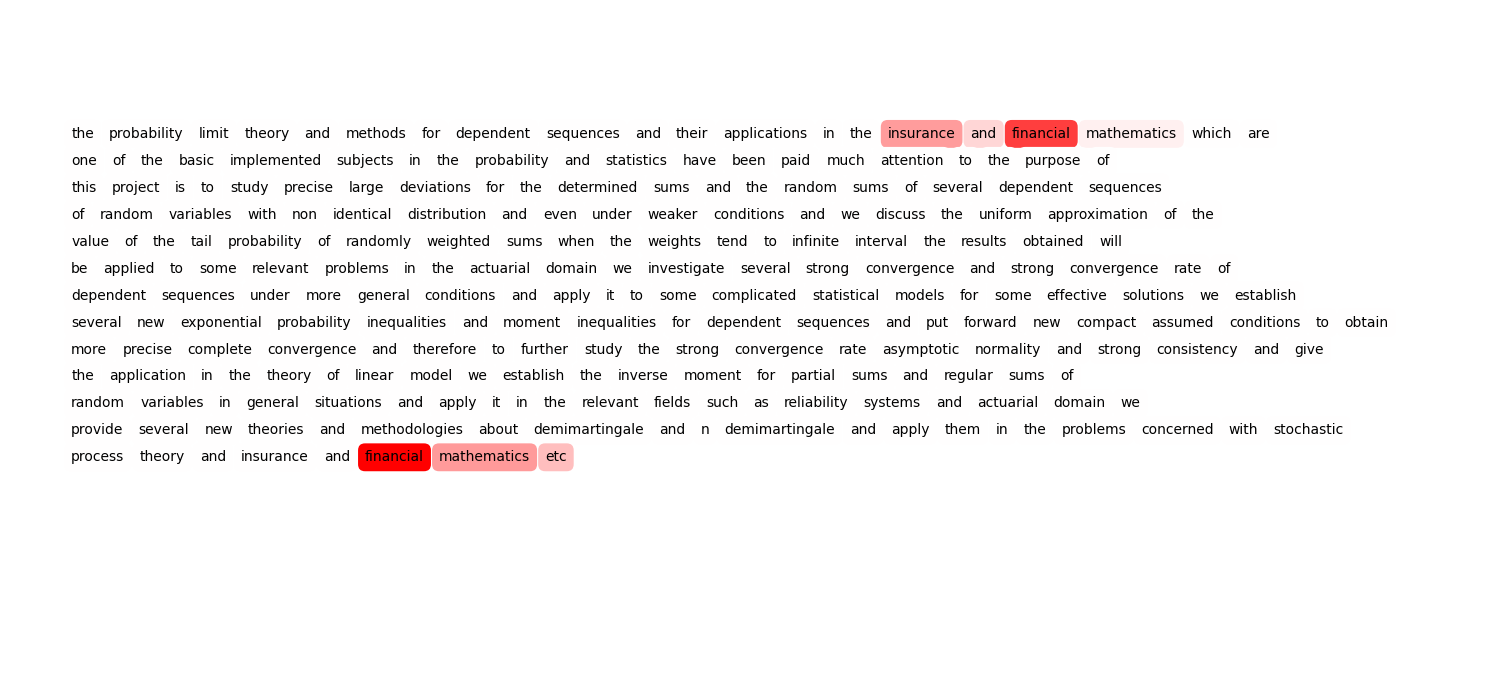 the probability limit theory and methods for dependent sequences and their applications in the insurance and financial mathematics which are
one of the basic implemented subjects in the probability and statistics have been paid much attention to the purpose of
this project is to study precise large deviations for the determined sums and the random sums of several dependent sequences
of random variables with non identical distribution and even under weaker conditions and we discuss the uniform approximation of the
value of the tail probability of randomly weighted sums when the weights tend to infinite interval the results obtained will
be applied to some relevant problems in the actuarial domain we investigate several strong convergence and strong convergence rate of
dependent sequences under more general conditions and apply it to some complicated statistical models for some effective solutions we establish
several new exponential probability inequalities and moment inequalities for dependent sequences and put forward new compact assumed conditions to obtain
more precise complete convergence and therefore to further study the strong convergence rate asymptotic normality and strong consistency and give
the application in the theory of linear model we establish the inverse moment for partial sums and regular sums of
random variables in general situations and apply it in the relevant fields such as reliability systems and actuarial domain we
provide several new theories and methodologies about demimartingale and n demimartingale and apply them in the problems concerned with stochastic
process theory and insurance and financial mathematics etc